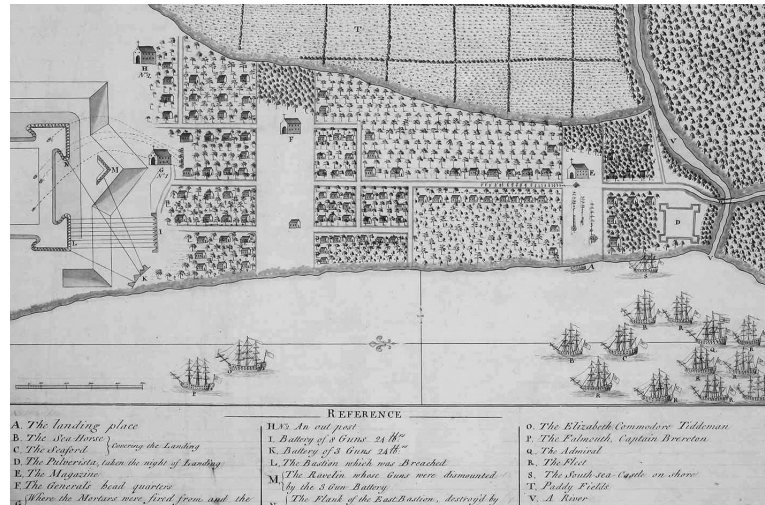 T
H
N.º 2
F
G
N.º 1
M
N
L
I
K
E
V
D
V
A
S
B
C
R
R
Q
R
R
R
P
O
REFERENCE
A. The landing place
B. The Sea Horse
C. The Seaford } Covering the Landing
D. The Pulverista, taken the night of Landing
E. The Magazine
F. The Generals head quarters
G Where the Mortars were fired from and the
H Nº 2 An out post
I. Battery of 8 Guns 24 lbrs
K. Battery of 3 Guns 24lbrs
L. The Bastion which was Breached
M. The Ravelin whose Guns were dismounted
by the 3 Gun Battery
N. The Flank of the East Bastion, destroy'd by
O. The Elizabeth Commodore Tiddeman
P. The Falmouth, Captain Brereton
Q. The Admiral
R. The Fleet
S. The South-sea-Castle on shore
T. Paddy Fields
V. A River